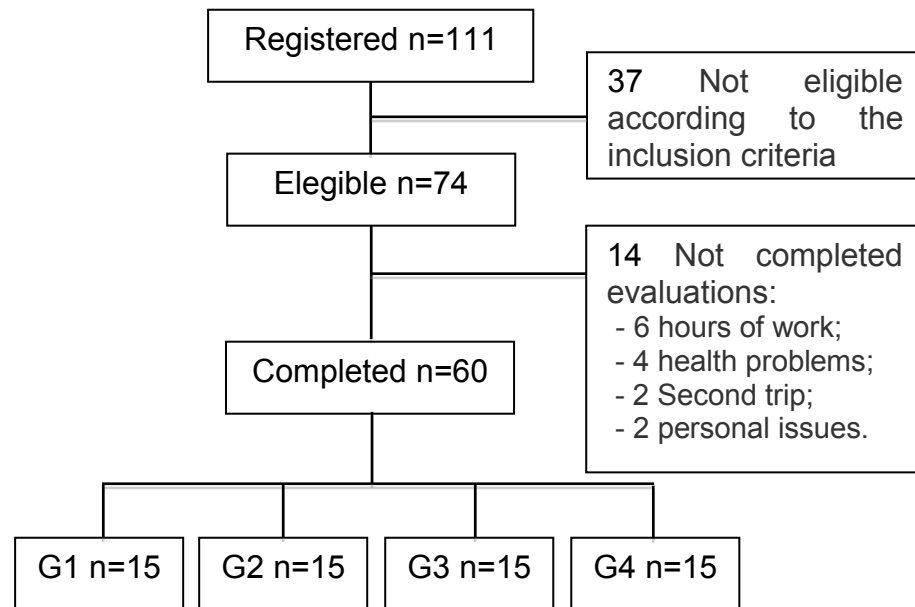 Registered n=111
37 Not eligible
according to the
inclusion criteria
Elegible n=74
14 Not completed
evaluations:
- 6 hours of work;
- 4 health problems;
- 2 Second trip;
- 2 personal issues.
Completed n=60
G1 n=15
G2 n=15
G3 n=15
G4 n=15